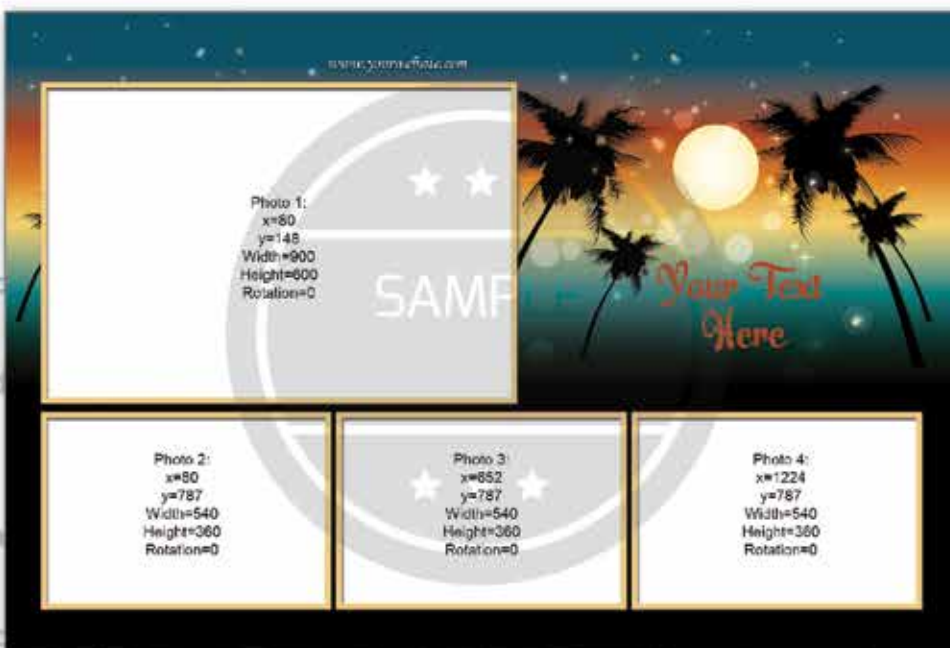 Photo 1:
x=80
y=148
Width=900
Height=600
Rotation=0
SAMP
Your Text
Here
Photo 2:
x=80
y=787
Width=540
Height=360
Rotation=0
Photo 3:
x=652
y=787
Width=540
Height=360
Rotation=0
Photo 4:
x=1224
y=787
Width=540
Height=360
Rotation=0